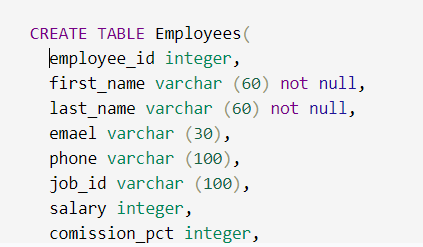 CREATE TABLE Employees(
employee_id integer,
first_name varchar (60) not null,
last_name varchar (60) not null,
emael varchar (30),
phone varchar (100),
job_id varchar (100),
salary integer,
comission_pct integer,